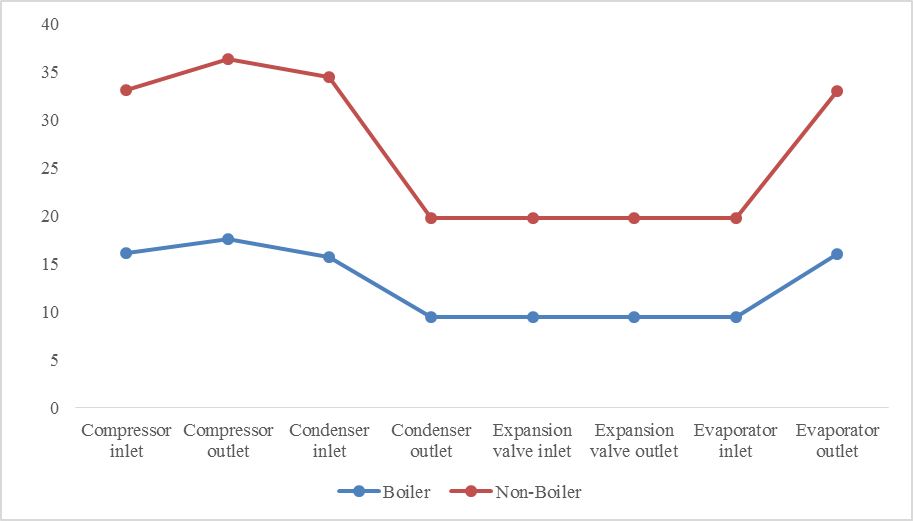 40
35
30
25
20
15
10
5
0
Compressor inlet
Compressor outlet
Condenser inlet
Condenser outlet
Expansion valve inlet
Expansion valve outlet
Evaporator inlet
Evaporator outlet
Boiler
Non-Boiler